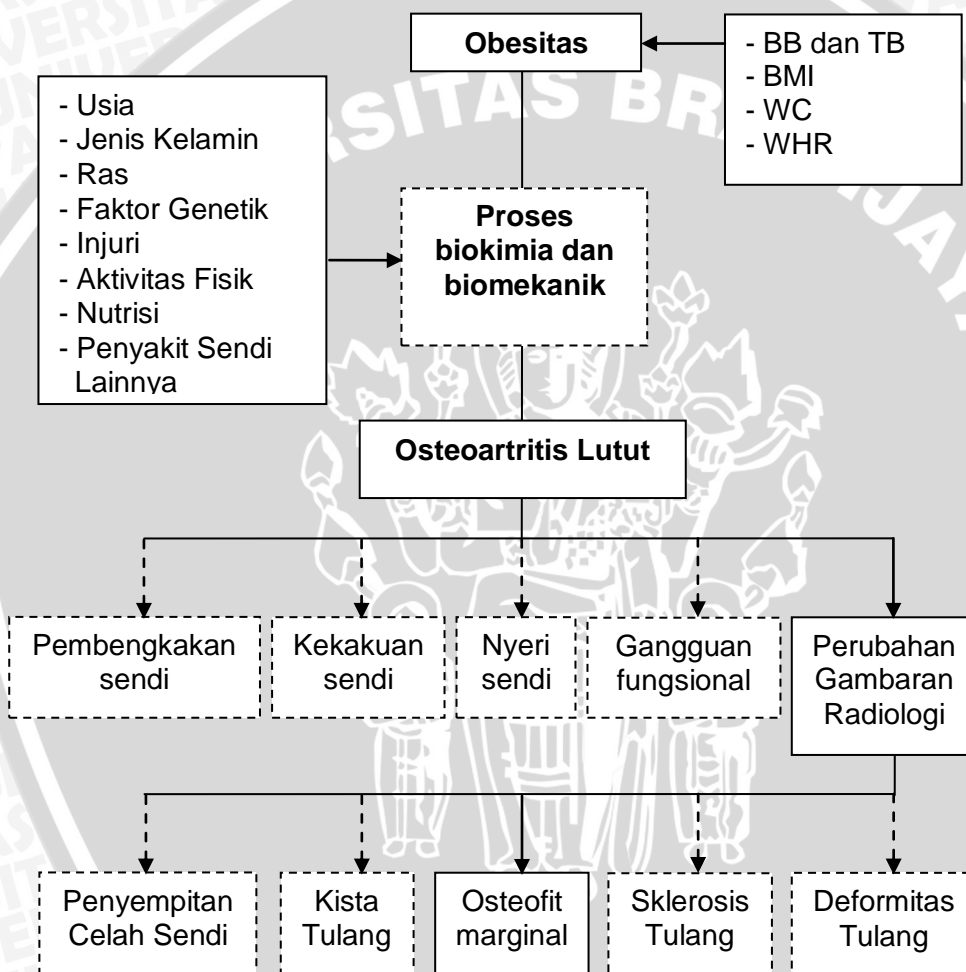 Obesitas
- BB dan TB
- BMI
- WC
- WHR
- Usia
- Jenis Kelamin
- Ras
- Faktor Genetik
- Injuri
- Aktivitas Fisik
- Nutrisi
- Penyakit Sendi
Lainnya
Proses
biokimia dan
biomekanik
Osteoartritis Lutut
Pembengkakan
sendi
Kekakuan
sendi
Nyeri
sendi
Gangguan
fungsional
Perubahan
Gambaran
Radiologi
Penyempitan
Celah Sendi
Kista
Tulang
Osteofit
marginal
Sklerosis
Tulang
Deformitas
Tulang